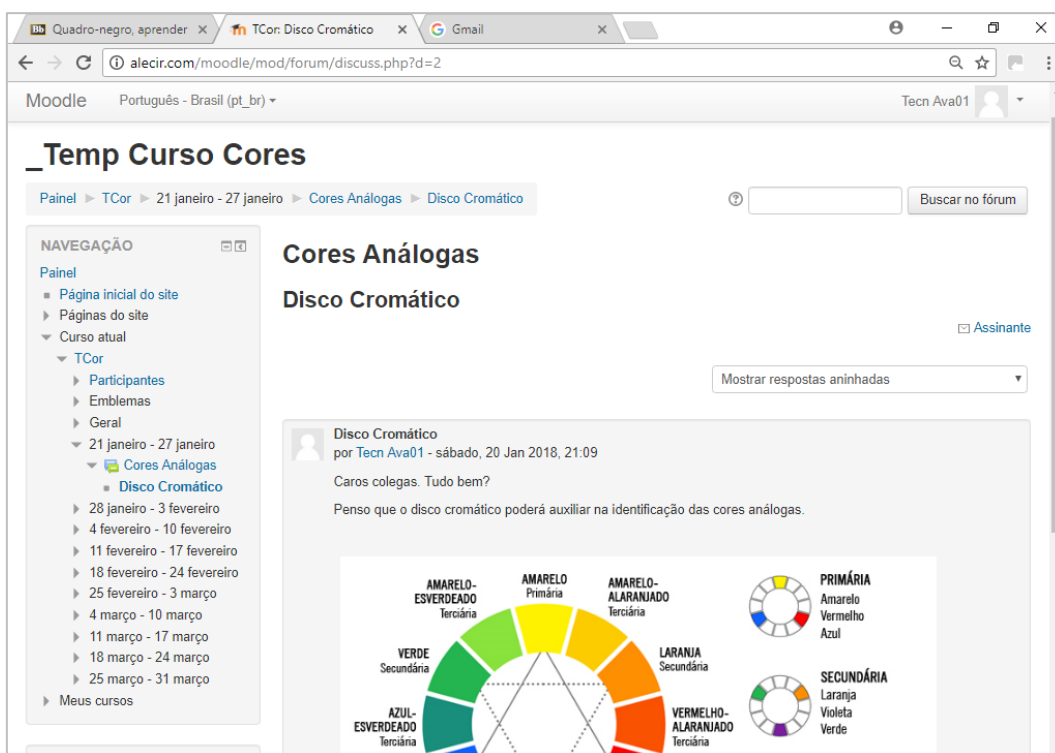 Quadro-negro, aprender
TCor: Disco Cromático
Gmail
alecir.com/moodle/mod/forum/discuss.php?d=2
Moodle Português - Brasil (pt_br)
Tecn Ava01
_Temp Curso Cores
Painel TCor 21 janeiro - 27 janeiro Cores Análogas Disco Cromático
Buscar no fórum
NAVEGAÇÃO
Painel
Página inicial do site
Páginas do site
Curso atual
TCor
Participantes
Emblemas
Geral
21 janeiro - 27 janeiro
Cores Análogas
Disco Cromático
28 janeiro - 3 fevereiro
4 fevereiro - 10 fevereiro
11 fevereiro - 17 fevereiro
18 fevereiro - 24 fevereiro
25 fevereiro - 3 março
4 março - 10 março
11 março - 17 março
18 março - 24 março
25 março - 31 março
Meus cursos
Cores Análogas
Disco Cromático
Assinante
Mostrar respostas aninhadas
Disco Cromático
por Tecn Ava01 - sábado, 20 Jan 2018, 21:09
Caros colegas. Tudo bem?
Penso que o disco cromático poderá auxiliar na identificação das cores análogas.
AMARELO-
ESVERDEADO
Terciária
AMARELO
Primária
AMARELO-
ALARANJADO
Terciária
VERDE
Secundária
LARANJA
Secundária
AZUL-
ESVERDEADO
Terciária
VERMELHO-
ALARANJADO
Terciária
PRIMÁRIA
Amarelo
Vermelho
Azul
SECUNDÁRIA
Laranja
Violeta
Verde